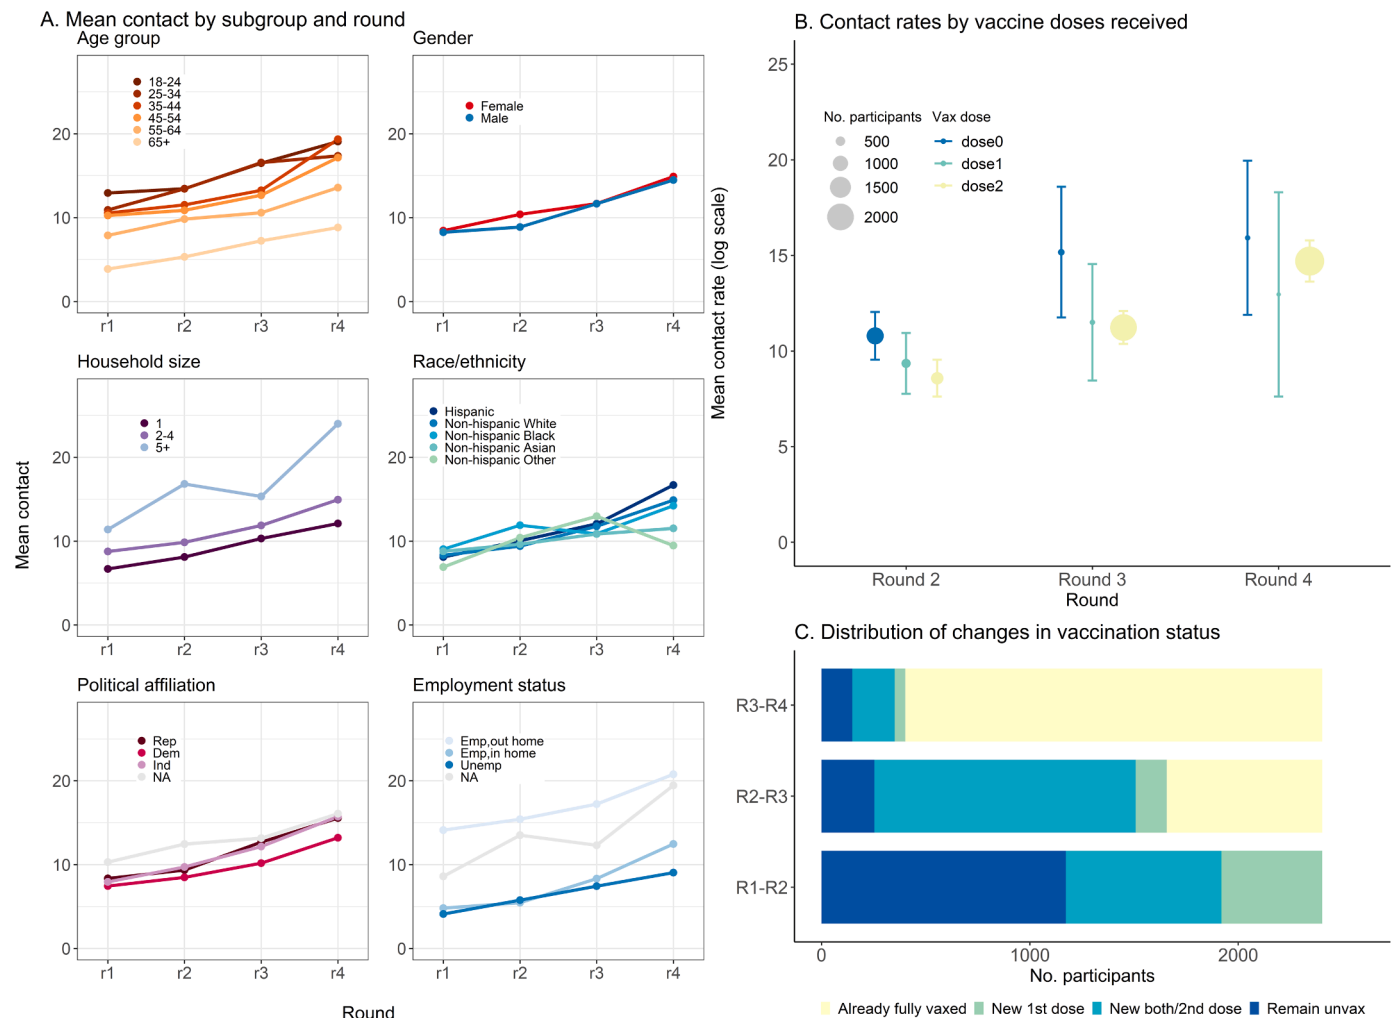 A. Mean contact by subgroup and round
Age group
18-24
25-34
35-44
45-54
55-64
65+
20
10
0
r1 r2 r3 r4
Gender
Female
Male
20
10
0
r1 r2 r3 r4
Household size
1
2-4
5+
20
10
0
r1 r2 r3 r4
Race/ethnicity
Hispanic
Non-hispanic White
Non-hispanic Black
Non-hispanic Asian
Non-hispanic Other
20
10
0
r1 r2 r3 r4
Political affiliation
Rep
Dem
Ind
NA
20
10
0
r1 r2 r3 r4
Employment status
Emp,out home
Emp,in home
Unemp
NA
20
10
0
r1 r2 r3 r4
Mean contact
Round
B. Contact rates by vaccine doses received
No. participants
500
1000
1500
2000
Vax dose
dose0
dose1
dose2
25
20
15
10
5
0
Mean contact rate (log scale)
Round 2 Round 3 Round 4
Round
C. Distribution of changes in vaccination status
R3-R4
R2-R3
R1-R2
0 1000 2000
No. participants
Already fully vaxed New 1st dose New both/2nd dose Remain unvax